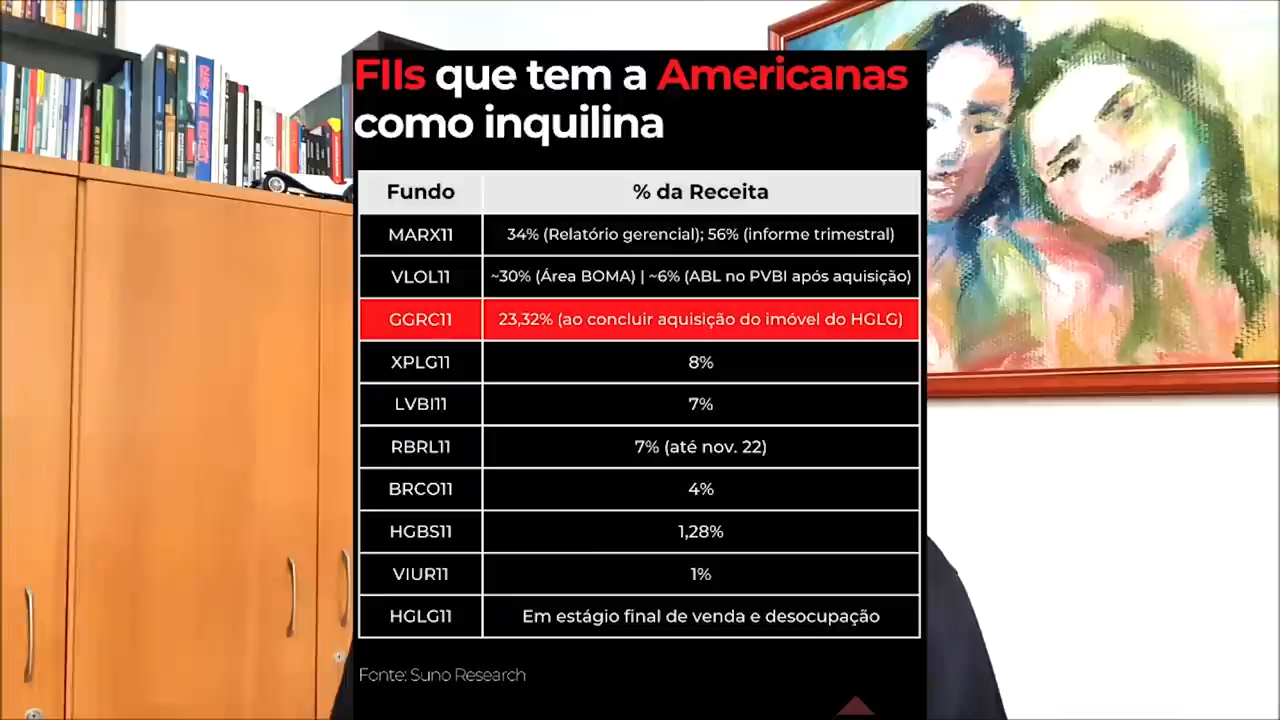 FIIs que tem a Americanas
como inquilina
Fundo % da Receita
MARX11 34% (Relatório gerencial); 56% (informe trimestral)
VLOL11 ~30% (Área BOMA) | ~6% (ABL no PVBI após aquisição)
GGRC11 23,32% (ao concluir aquisição do imóvel do HGLG)
XPLG11 8%
LVBI11 7%
RBRL11 7% (até nov. 22)
BRCO11 4%
HGBS11 1,28%
VIUR11 1%
HGLG11 Em estágio final de venda e desocupação
Fonte: Suno Research